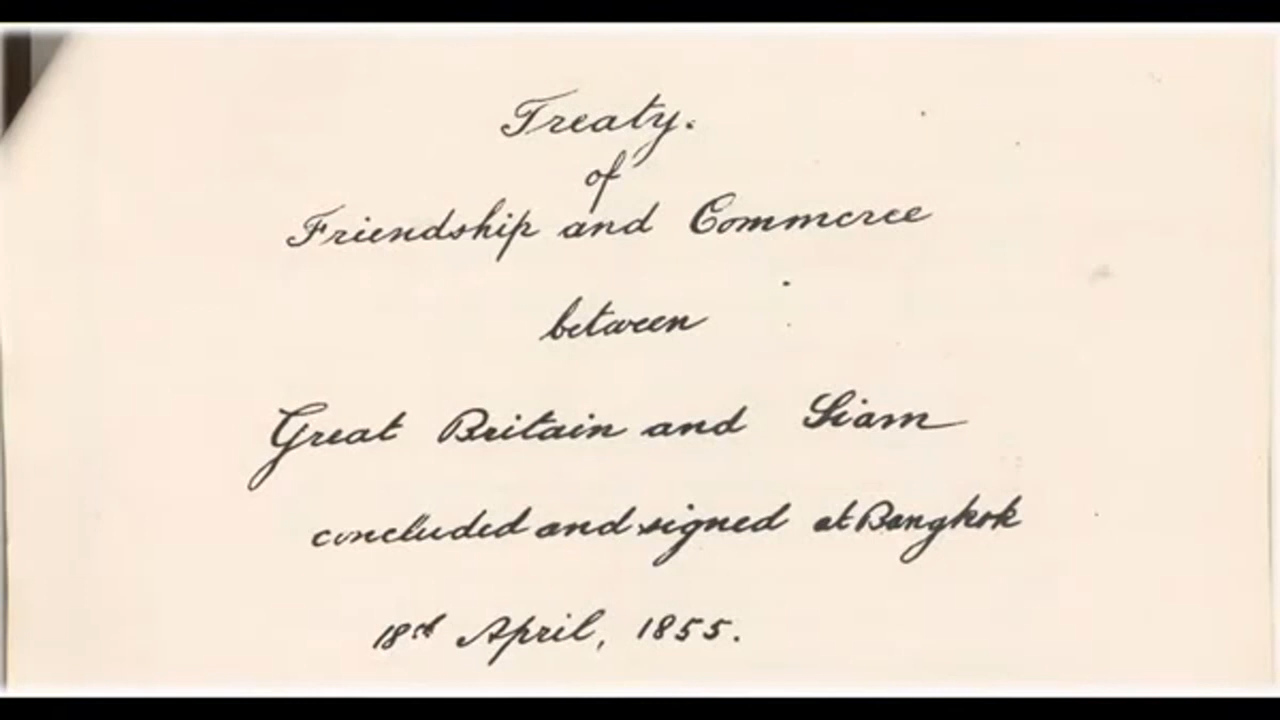 Treaty.
of
Friendship and Commerce
between
Great Britain and Siam
concluded and signed at Bangkok
18th April, 1855.